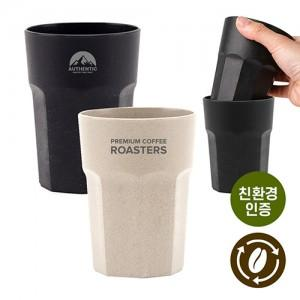 AUTHENTIC
PREMIUM COFFEE
ROASTERS
친환경
인증